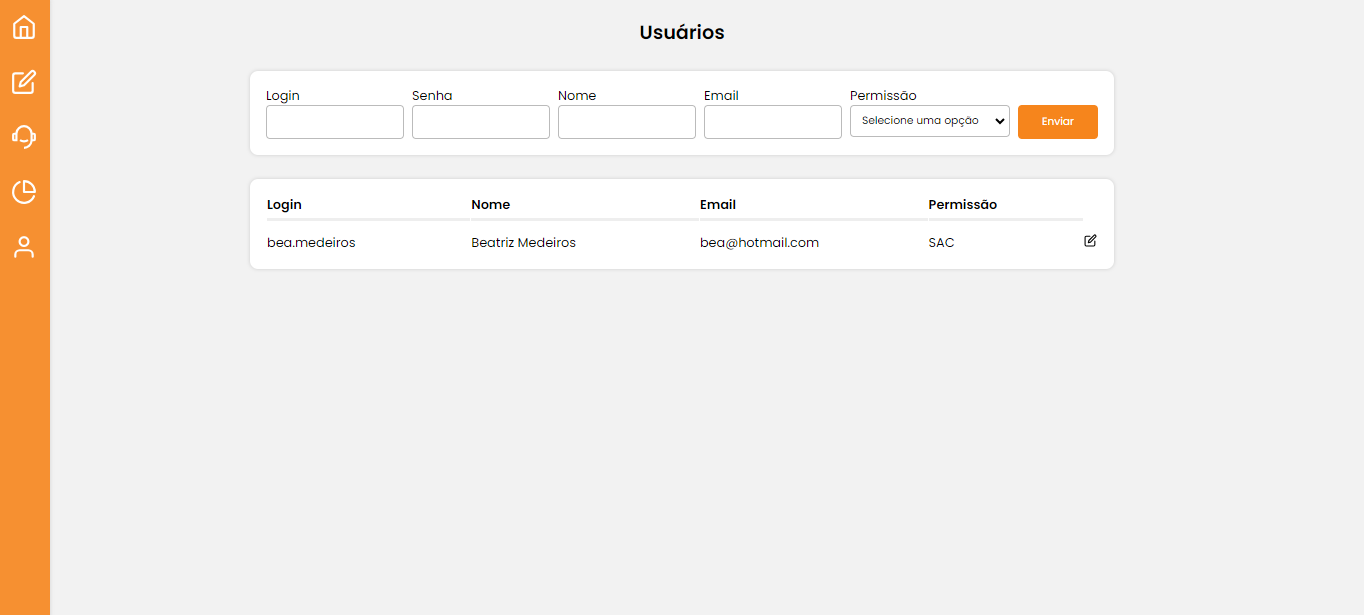 Usuários
Login Senha Nome Email Permissão
Selecione uma opção Enviar
Login Nome Email Permissão
bea.medeiros Beatriz Medeiros bea@hotmail.com SAC